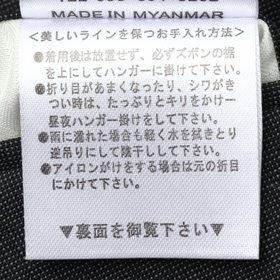 MADE IN MYANMAR
<美しいラインを保つお手入れ方法>
●着用後は放置せず、必ずズボンの裾
を上にしてハンガーに掛けて下さい。
●折り目があまくなったり、シワがつ
いた時は、たっぷりとキリをかけ一
昼夜ハンガー掛けをして下さい。
●雨に濡れた場合も軽く水を拭きとり
逆吊りにして陰干しして下さい。
●アイロンがけをする場合は元の折目
にかけて下さい。
▼裏面を御覧下さい▼